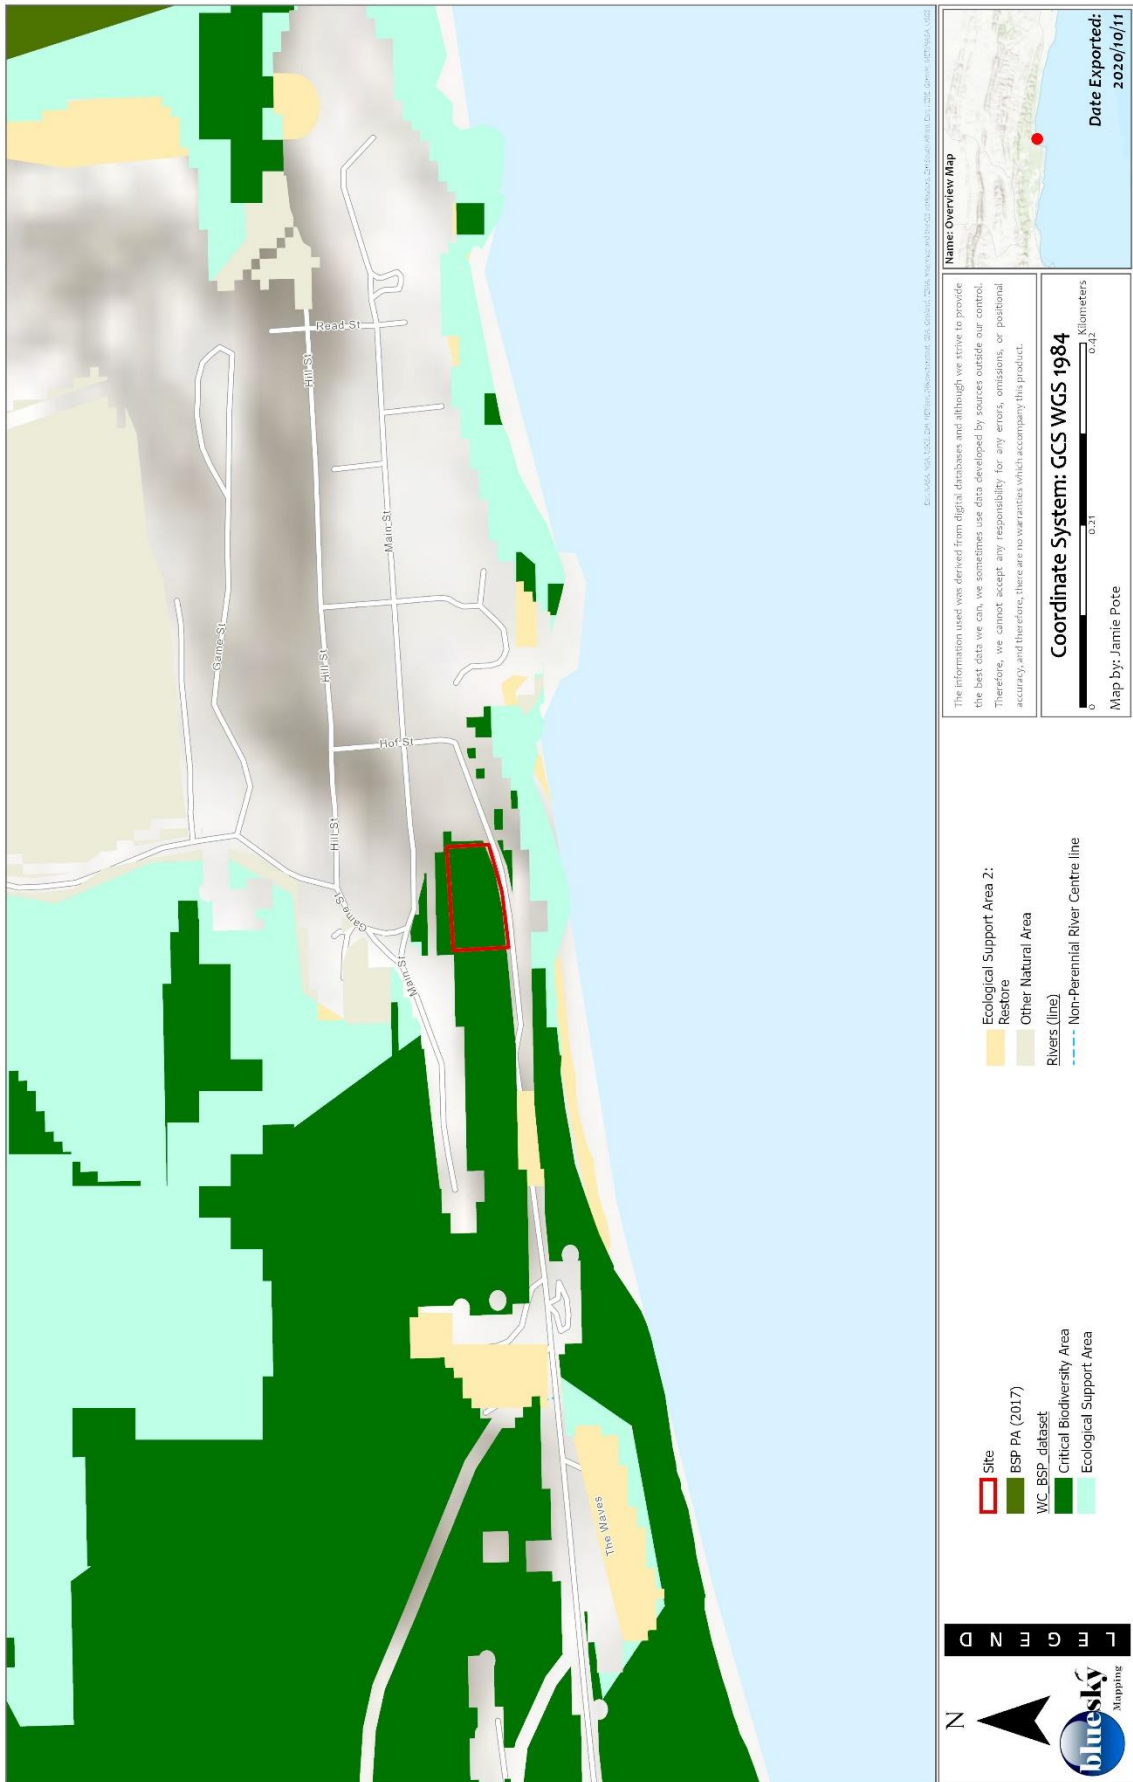 Game St
Hill St
Hill St
Hill St
Read St
Game St
Main St
Main St
Hof St
The Waves
N
bluesky
Mapping
LEGEND
Site
BSP PA (2017)
WC_BSP_dataset
Critical Biodiversity Area
Ecological Support Area
Ecological Support Area 2:
Restore
Other Natural Area
Rivers (line)
Non-Perennial River Centre line
The information used was derived from digital databases and although we strive to provide
the best data we can, we sometimes use data developed by sources outside our control.
Therefore, we cannot accept any responsibility for any errors, omissions, or positional
accuracy, and therefore, there are no warranties which accompany this product.
Coordinate System: GCS WGS 1984
0
0.21
0.42
Kilometers
Map by: Jamie Pote
Name: Overview Map
Date Exported:
2020/10/11